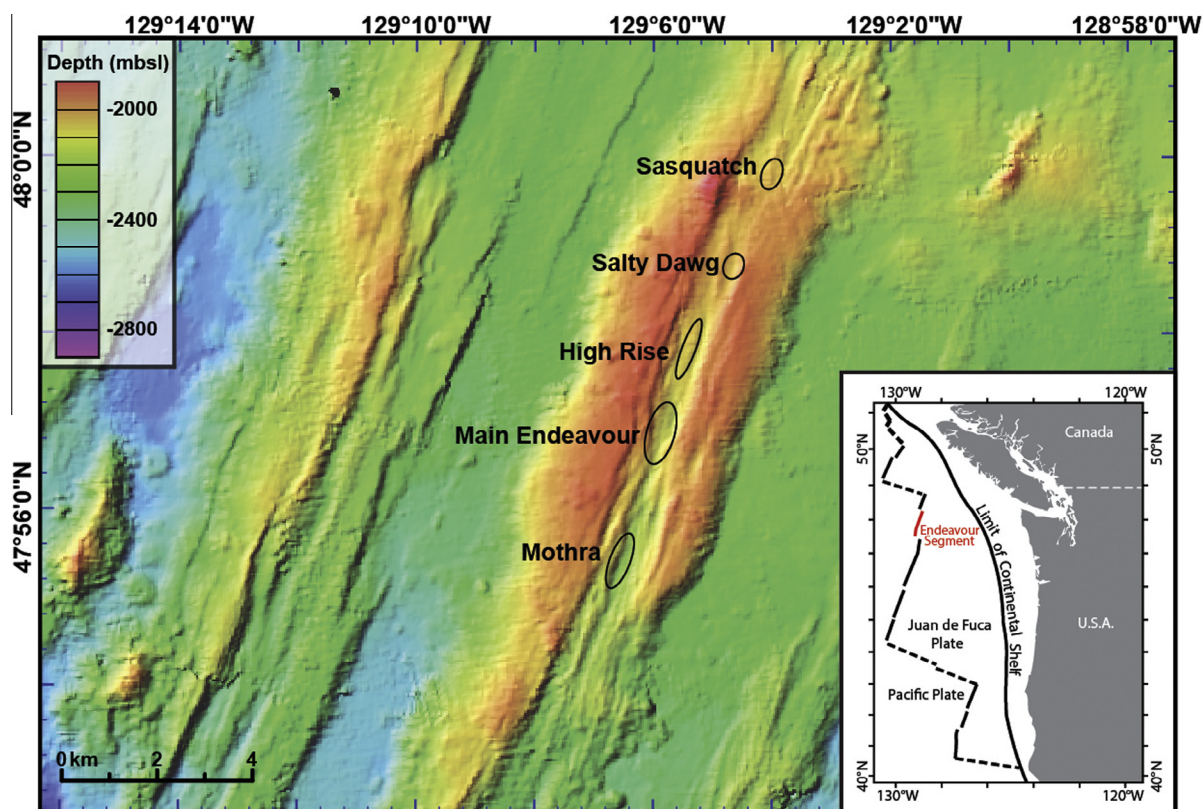 129°14'0"W 129°10'0"W 129°6'0"W 129°2'0"W 128°58'0"W
Depth (mbsl)
-2000
-2400
-2800
48°0'0"N
47°56'0"N
Sasquatch
Salty Dawg
High Rise
Main Endeavour
Mothra
0 km 2 4
130°W 120°W
50°N
50°N
Canada
Endeavour
Segment
Limit of Continental Shelf
Juan de Fuca
Plate
U.S.A.
Pacific Plate
40°N
40°N
130°W 120°W